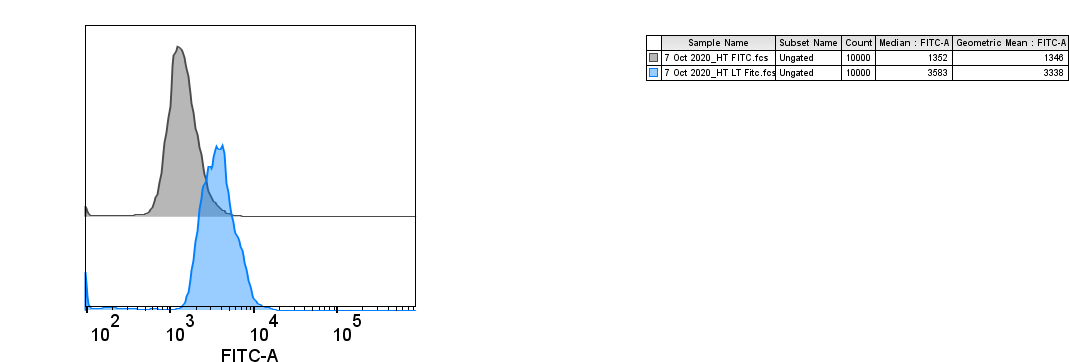 Sample Name Subset Name Count Median : FITC-A Geometric Mean : FITC-A
7 Oct 2020_HT FITC.fcs Ungated 10000 1352 1346
7 Oct 2020_HT LT Fitc.fcs Ungated 10000 3583 3338
10^2 10^3 10^4 10^5
FITC-A